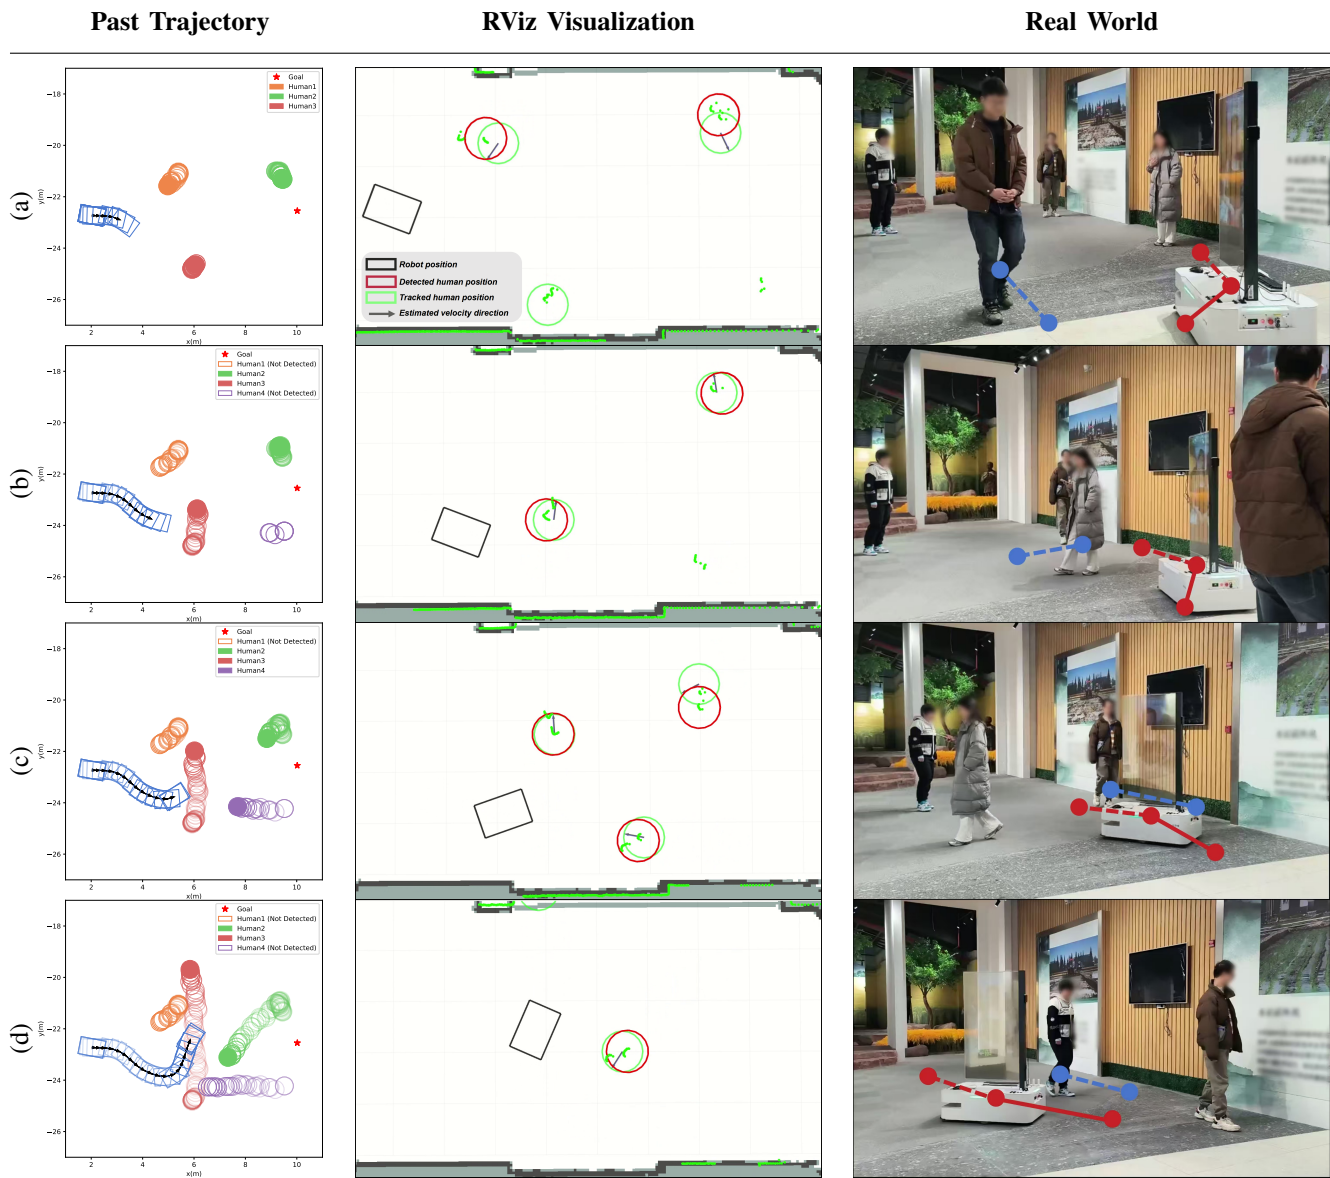 Past Trajectory
RViz Visualization
Real World
(a)
Goal
Human1
Human2
Human3
−18
−20
−22
−24
−26
y(m)
2
4
6
8
10
x(m)
Robot position
Detected human position
Tracked human position
Estimated velocity direction
(b)
Goal
Human1 (Not Detected)
Human2
Human3
Human4 (Not Detected)
−18
−20
−22
−24
−26
y(m)
2
4
6
8
10
x(m)
(c)
Goal
Human1 (Not Detected)
Human2
Human3
Human4
−18
−20
−22
−24
−26
y(m)
2
4
6
8
10
x(m)
(d)
Goal
Human1 (Not Detected)
Human2
Human3
Human4 (Not Detected)
−18
−20
−22
−24
−26
y(m)
2
4
6
8
10
x(m)